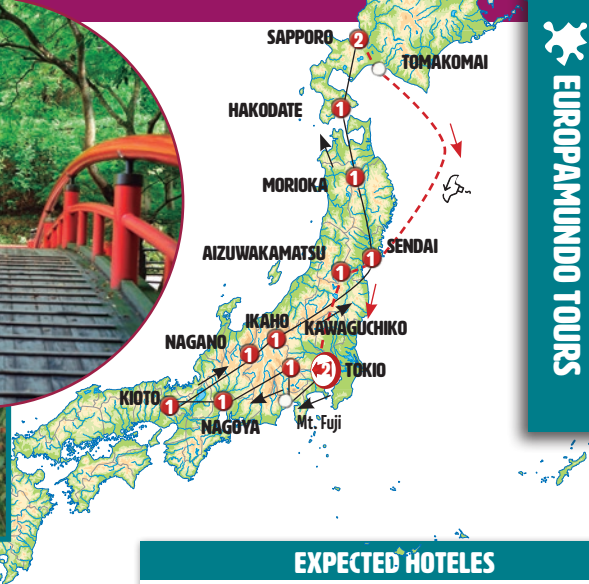 SAPPORO
2
TOMAKOMAI
HAKODATE
1
MORIOKA
1
AIZUWAKAMATSU
1
SENDAI
1
IKAHO
1
KAWAGUCHIKO
1
NAGANO
1
TOKIO
2
KIOTO
1
NAGOYA
1
Mt. Fuji
EUROPAMUNDO TOURS
EXPECTED HOTELES